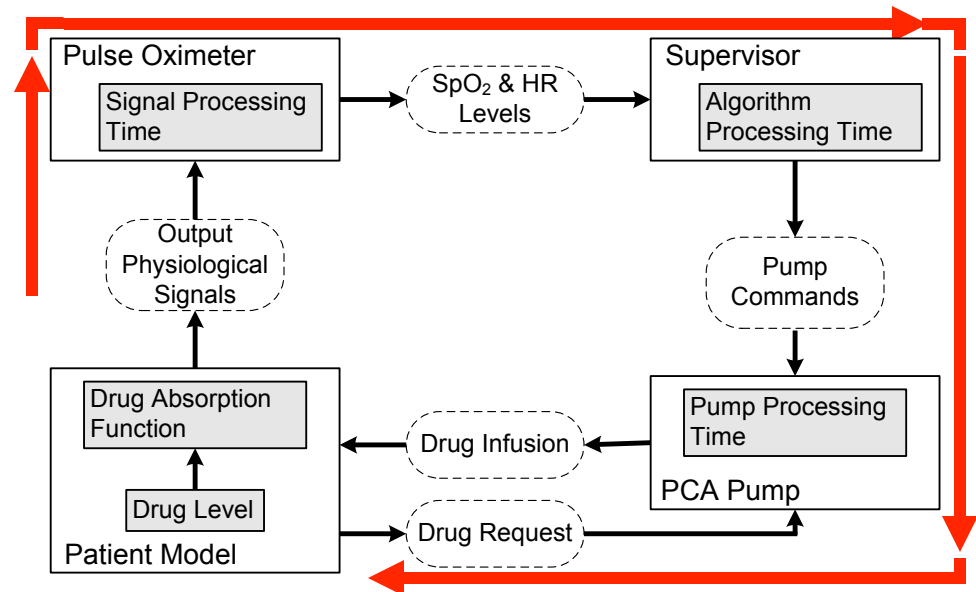 Pulse Oximeter
Signal Processing
Time
SpO₂ & HR
Levels
Supervisor
Algorithm
Processing Time
Output
Physiological
Signals
Pump
Commands
Drug Absorption
Function
Drug Level
Patient Model
Drug Infusion
Drug Request
Pump Processing
Time
PCA Pump